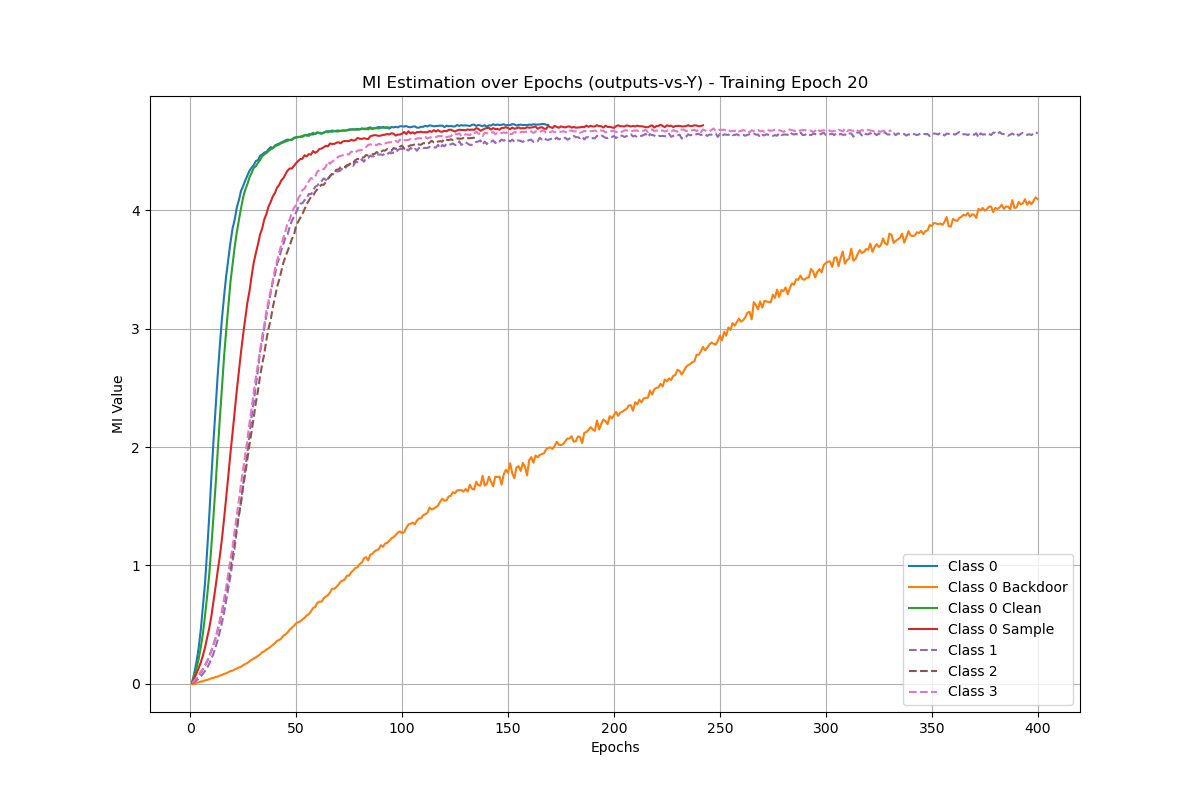 MI Estimation over Epochs (outputs-vs-Y) - Training Epoch 20
MI Value
4
3
2
1
0
0 50 100 150 200 250 300 350 400
Epochs
Class 0
Class 0 Backdoor
Class 0 Clean
Class 0 Sample
Class 1
Class 2
Class 3